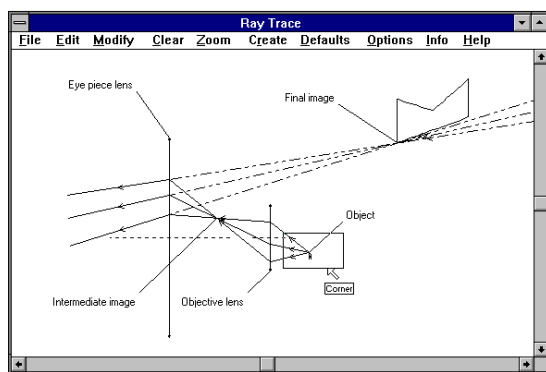 Ray Trace
File Edit Modify Clear Zoom Create Defaults Options Info Help
Eye piece lens
Final image
Object
Intermediate image
Objective lens
Corner